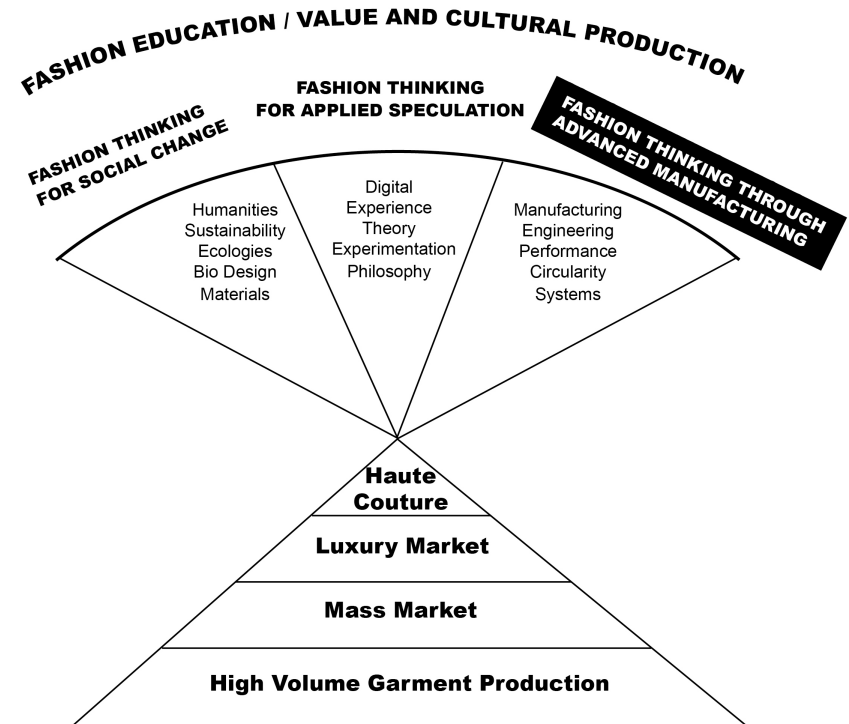 FASHION EDUCATION / VALUE AND CULTURAL PRODUCTION
FASHION THINKING
FOR SOCIAL CHANGE
FASHION THINKING
FOR APPLIED SPECULATION
FASHION THINKING THROUGH
ADVANCED MANUFACTURING
Humanities
Sustainability
Ecologies
Bio Design
Materials
Digital
Experience
Theory
Experimentation
Philosophy
Manufacturing
Engineering
Performance
Circularity
Systems
Haute
Couture
Luxury Market
Mass Market
High Volume Garment Production